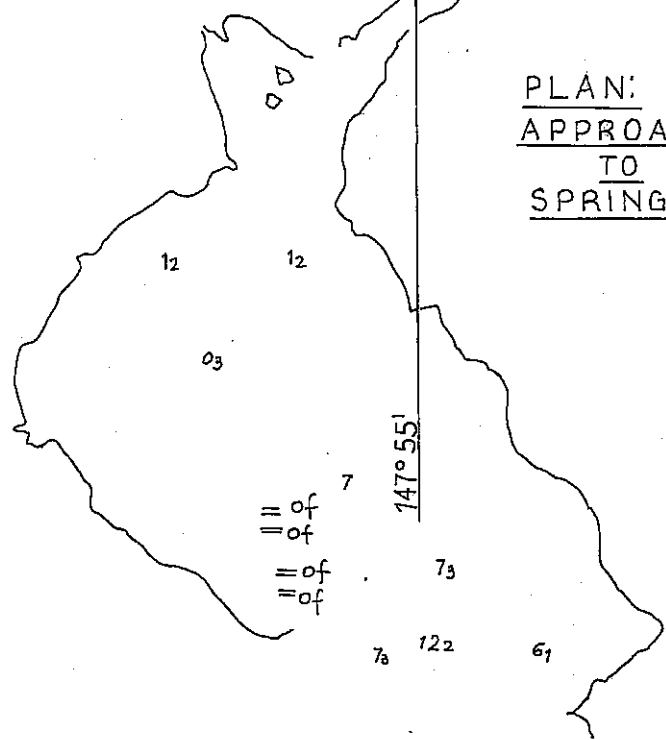 PLAN:
APPROA
TO
SPRING
1₂ 1₂
0₃
147° 55'
7
= of
= of
= of
= of
7₃
7₃ 12₂ 6₁